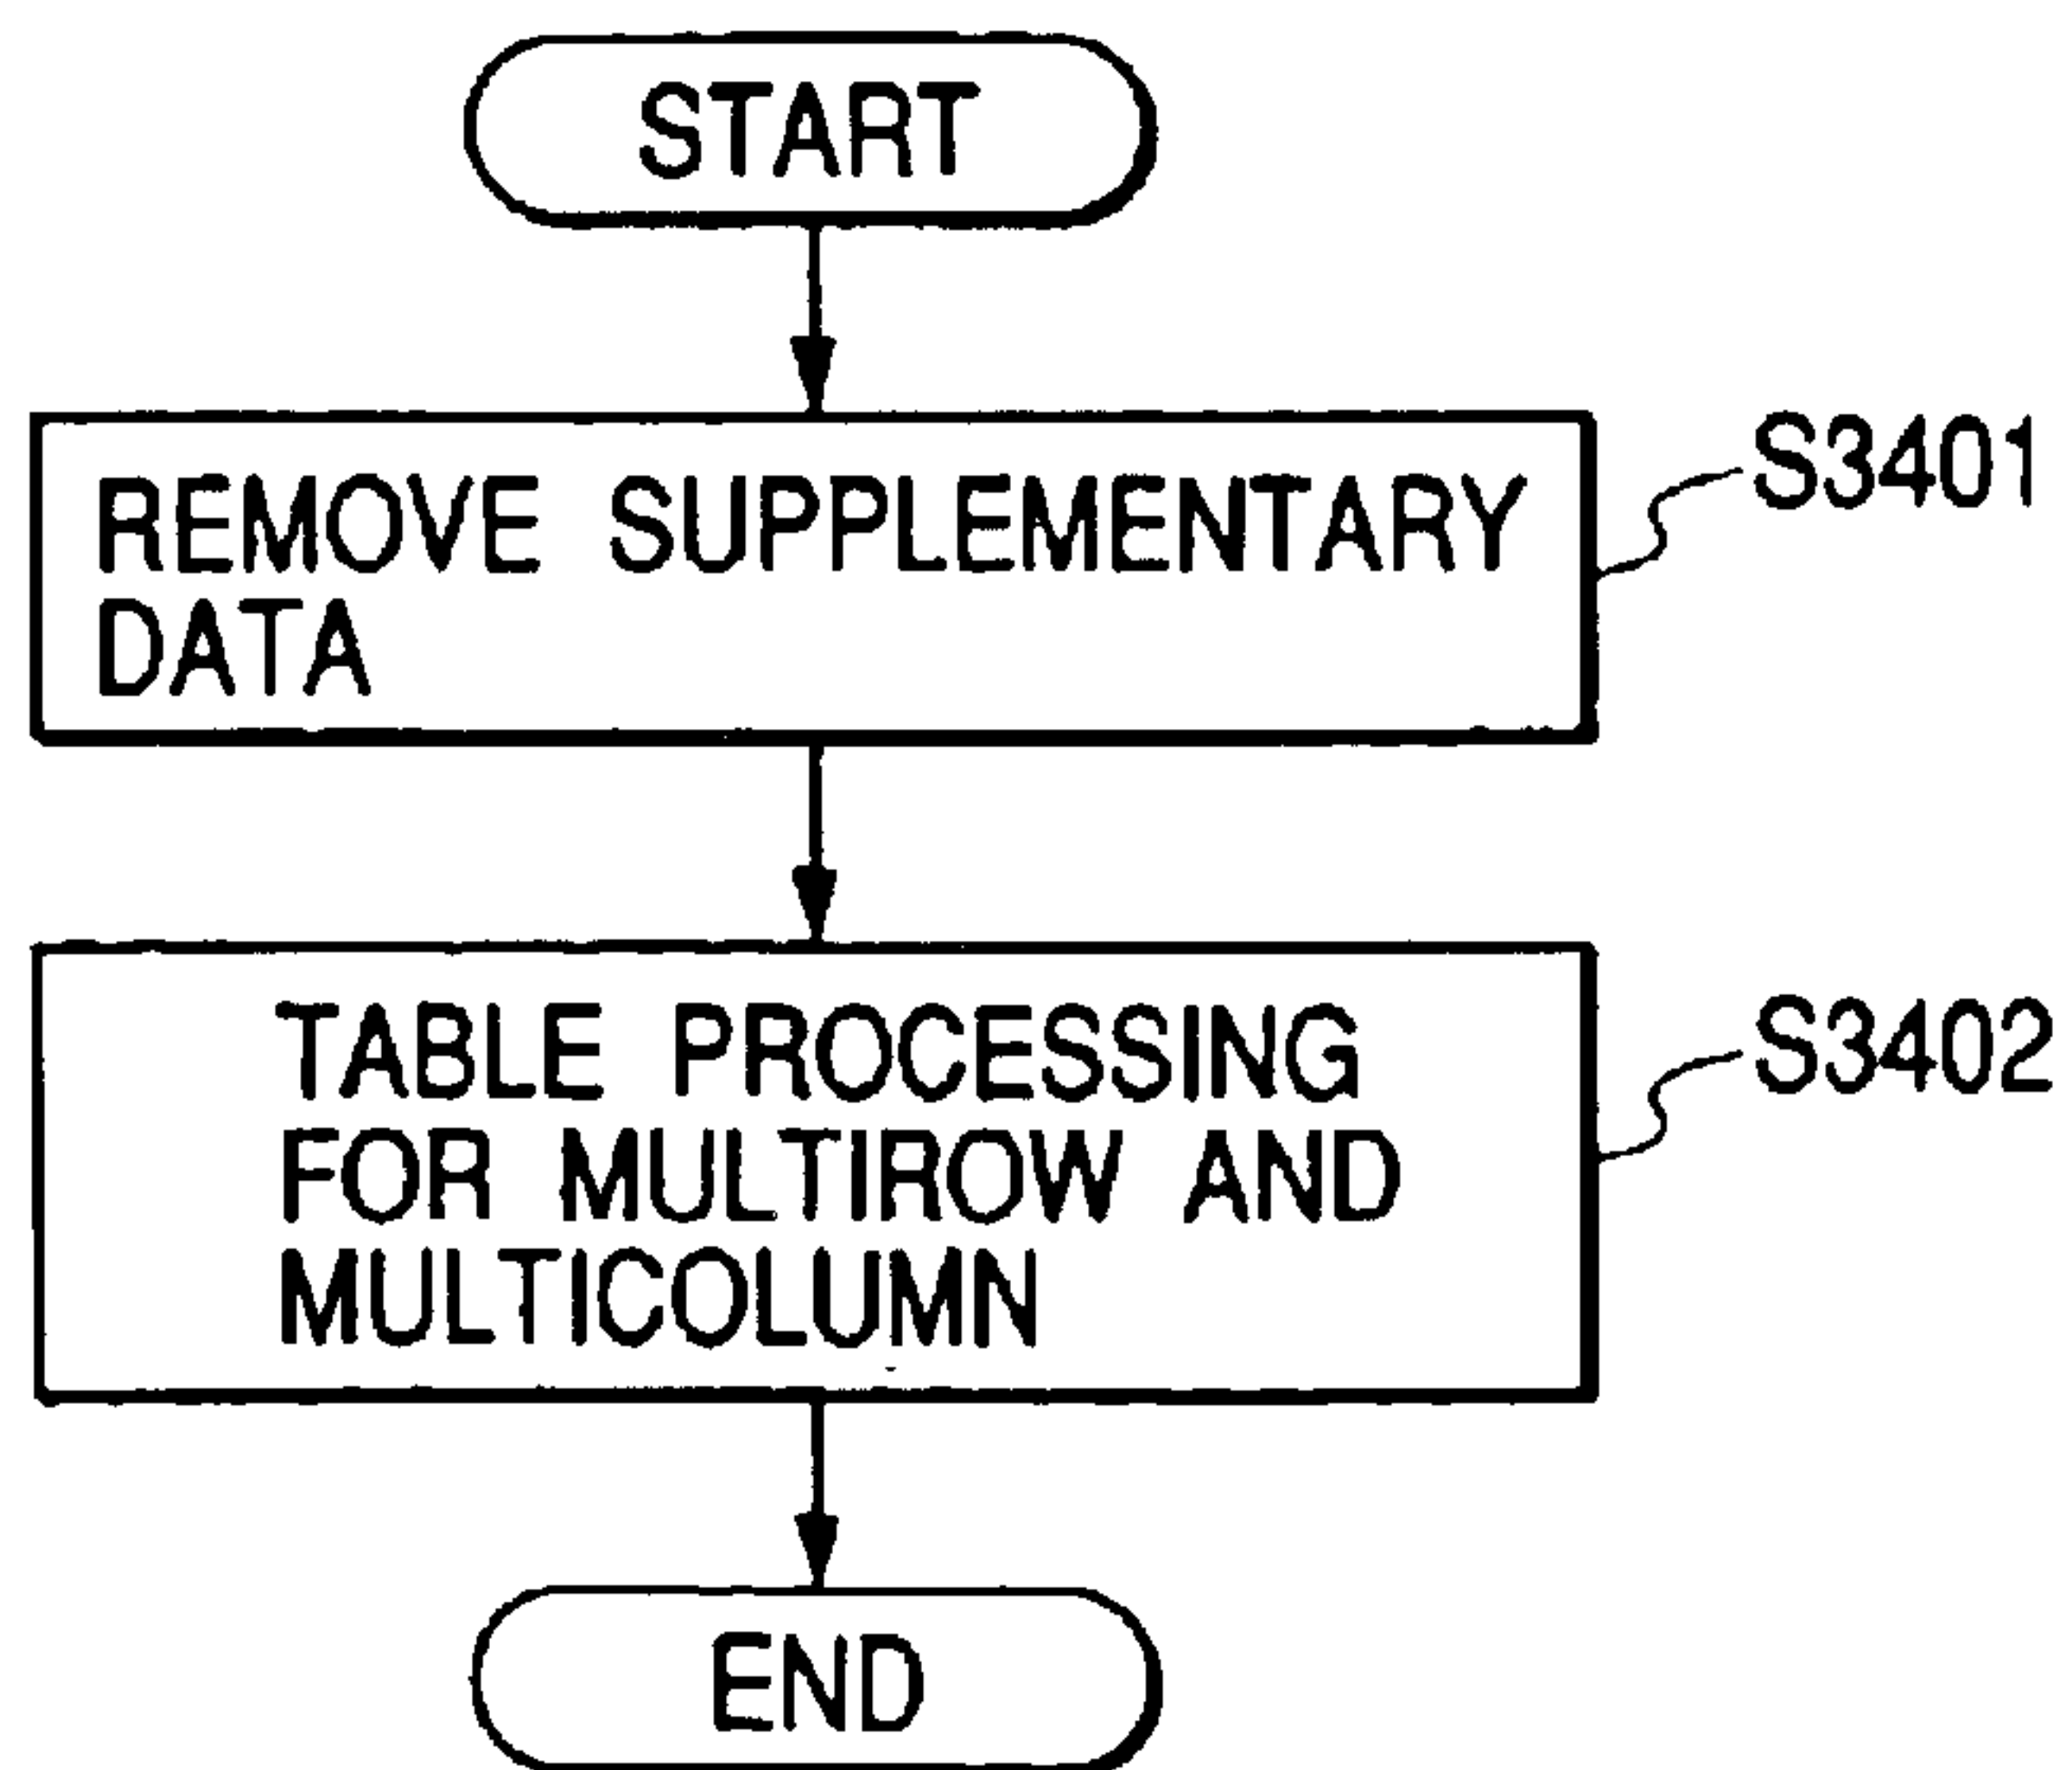 START
REMOVE SUPPLEMENTARY
DATA
S3401
TABLE PROCESSING
FOR MULTIROW AND
MULTICOLUMN
S3402
END